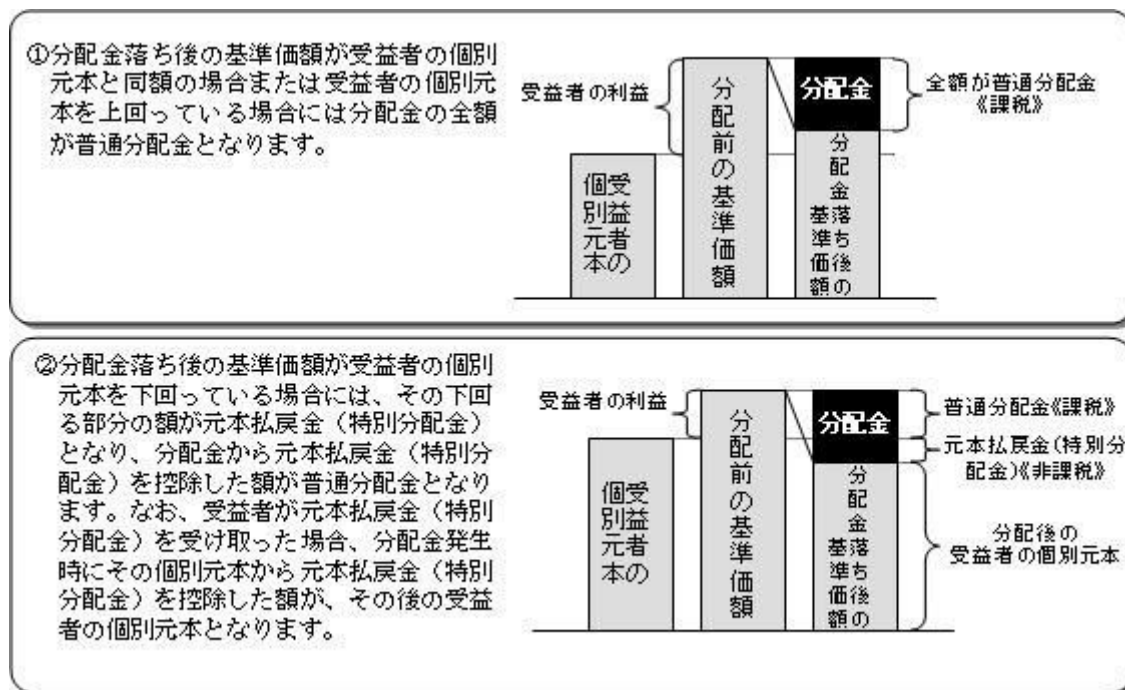 ①分配金落ち後の基準価額が受益者の個別
元本と同額の場合または受益者の個別元
本を上回っている場合には分配金の全額
が普通分配金となります。
受益者の利益
受益者の
個別元本
分配前の基準価額
分配金
分配金落ち後の
基準価額
全額が普通分配金
《課税》
②分配金落ち後の基準価額が受益者の個別
元本を下回っている場合には、その下回
る部分の額が元本払戻金（特別分配金）
となり、分配金から元本払戻金（特別分
配金）を控除した額が普通分配金となり
ます。なお、受益者が元本払戻金（特別
分配金）を受け取った場合、分配金発生
時にその個別元本から元本払戻金（特別
分配金）を控除した額が、その後の受益
者の個別元本となります。
受益者の利益
受益者の
個別元本
分配前の基準価額
分配金
分配金落ち後の
基準価額
普通分配金《課税》
元本払戻金（特別分
配金）《非課税》
分配後の
受益者の個別元本